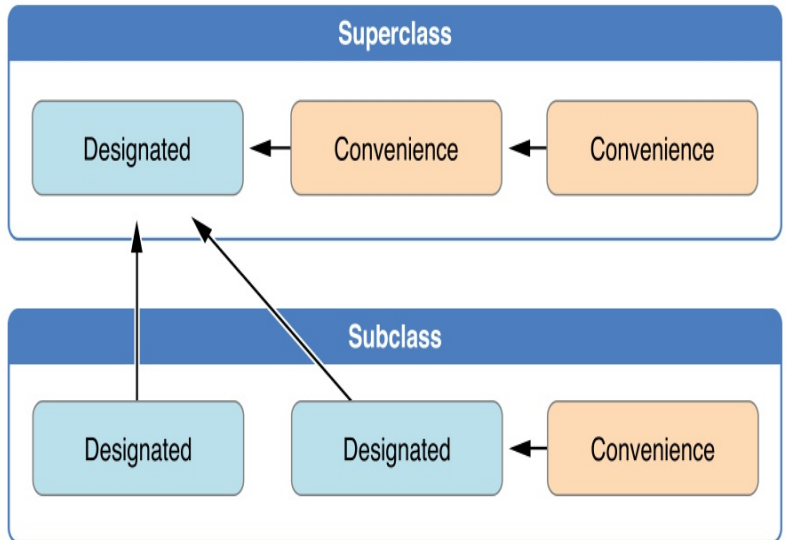 Superclass
Designated
Convenience
Convenience
Subclass
Designated
Designated
Convenience